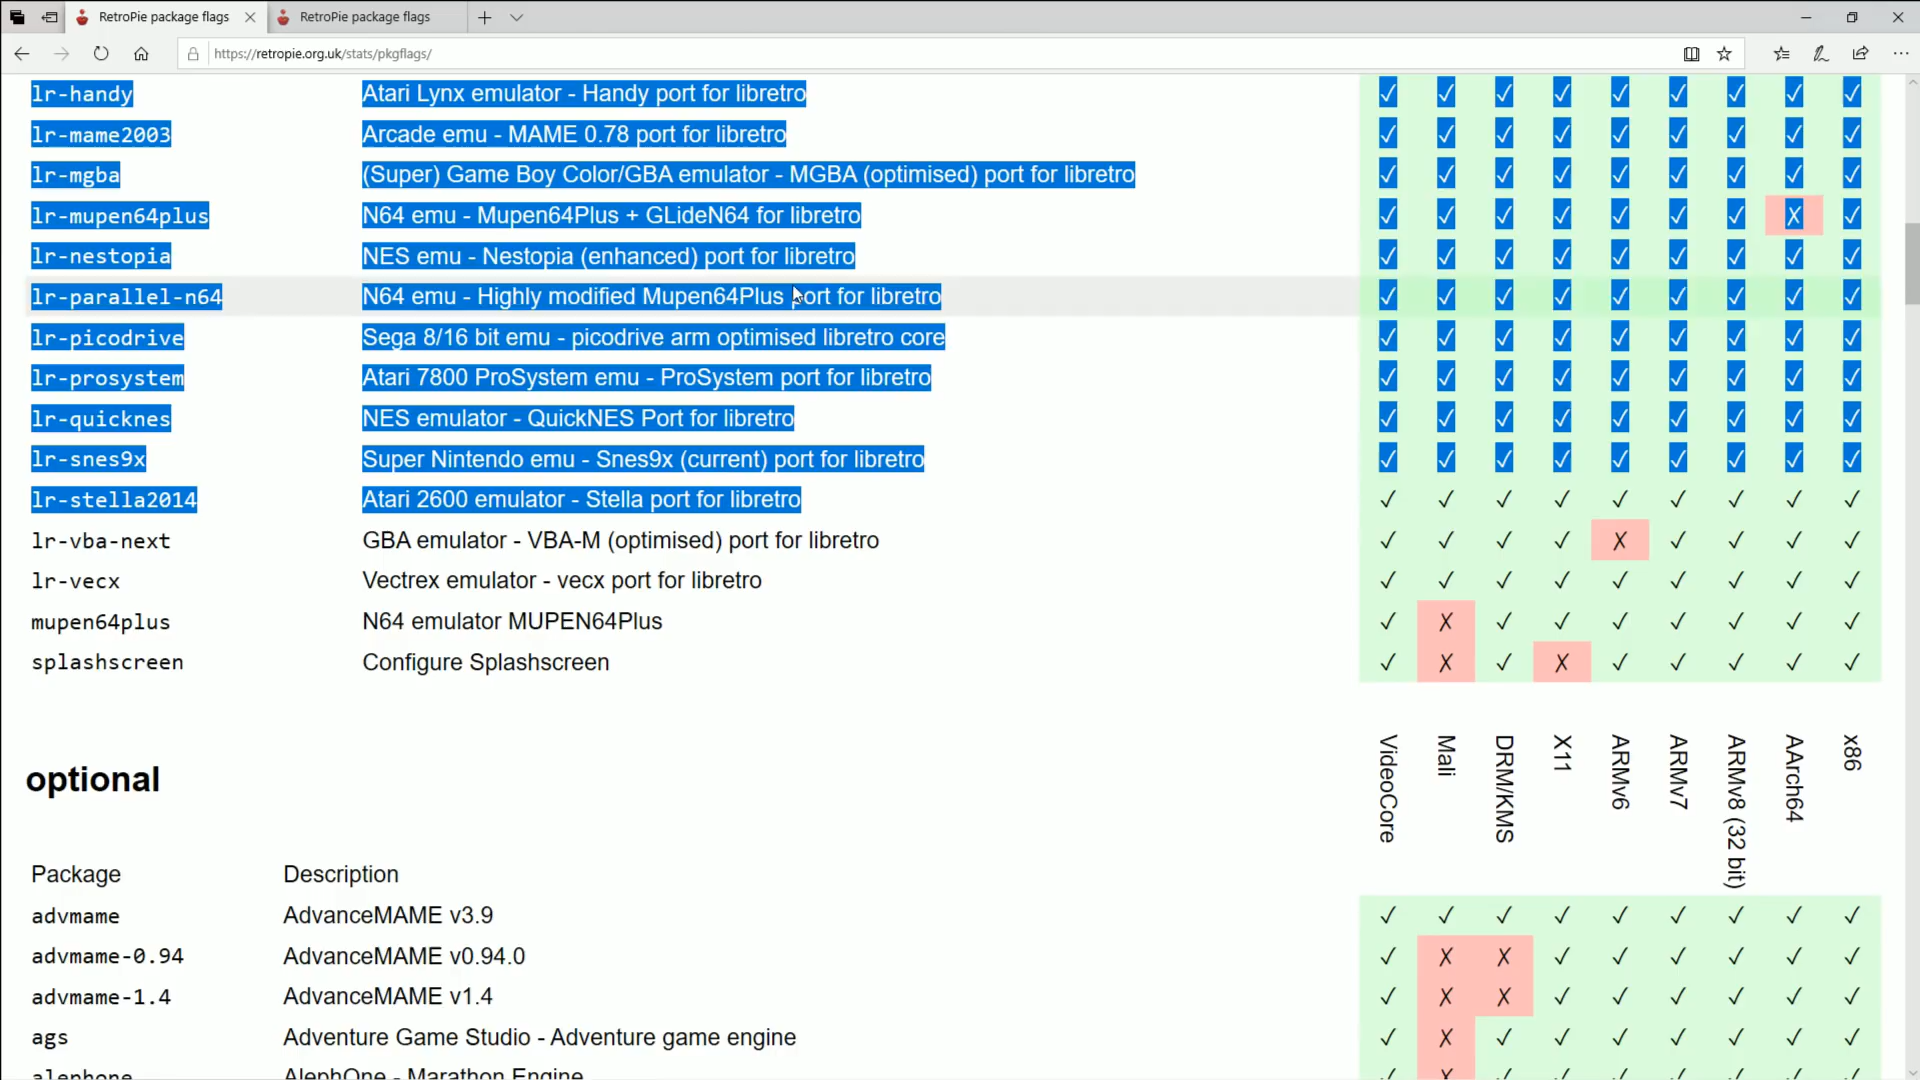 RetroPie package flags
RetroPie package flags
https://retropie.org.uk/stats/pkgflags/
lr-handy Atari Lynx emulator - Handy port for libretro ✓ ✓ ✓ ✓ ✓ ✓ ✓ ✓ ✓
lr-mame2003 Arcade emu - MAME 0.78 port for libretro ✓ ✓ ✓ ✓ ✓ ✓ ✓ ✓ ✓
lr-mgba (Super) Game Boy Color/GBA emulator - MGBA (optimised) port for libretro ✓ ✓ ✓ ✓ ✓ ✓ ✓ ✓ ✓
lr-mupen64plus N64 emu - Mupen64Plus + GLideN64 for libretro ✓ ✓ ✓ ✓ ✓ ✓ ✓ ✗ ✓
lr-nestopia NES emu - Nestopia (enhanced) port for libretro ✓ ✓ ✓ ✓ ✓ ✓ ✓ ✓ ✓
lr-parallel-n64 N64 emu - Highly modified Mupen64Plus port for libretro ✓ ✓ ✓ ✓ ✓ ✓ ✓ ✓ ✓
lr-picodrive Sega 8/16 bit emu - picodrive arm optimised libretro core ✓ ✓ ✓ ✓ ✓ ✓ ✓ ✓ ✓
lr-prosystem Atari 7800 ProSystem emu - ProSystem port for libretro ✓ ✓ ✓ ✓ ✓ ✓ ✓ ✓ ✓
lr-quicknes NES emulator - QuickNES Port for libretro ✓ ✓ ✓ ✓ ✓ ✓ ✓ ✓ ✓
lr-snes9x Super Nintendo emu - Snes9x (current) port for libretro ✓ ✓ ✓ ✓ ✓ ✓ ✓ ✓ ✓
lr-stella2014 Atari 2600 emulator - Stella port for libretro ✓ ✓ ✓ ✓ ✓ ✓ ✓ ✓ ✓
lr-vba-next GBA emulator - VBA-M (optimised) port for libretro ✓ ✓ ✓ ✓ ✗ ✓ ✓ ✓ ✓
lr-vecx Vectrex emulator - vecx port for libretro ✓ ✓ ✓ ✓ ✓ ✓ ✓ ✓ ✓
mupen64plus N64 emulator MUPEN64Plus ✓ ✗ ✓ ✓ ✓ ✓ ✓ ✓ ✓
splashscreen Configure Splashscreen ✓ ✗ ✓ ✗ ✓ ✓ ✓ ✓ ✓
optional
VideoCore
Mali
DRM/KMS
X11
ARMv6
ARMv7
ARMv8 (32 bit)
AArch64
x86
Package Description
advmame AdvanceMAME v3.9 ✓ ✓ ✓ ✓ ✓ ✓ ✓ ✓ ✓
advmame-0.94 AdvanceMAME v0.94.0 ✓ ✗ ✗ ✓ ✓ ✓ ✓ ✓ ✓
advmame-1.4 AdvanceMAME v1.4 ✓ ✗ ✗ ✓ ✓ ✓ ✓ ✓ ✓
ags Adventure Game Studio - Adventure game engine ✓ ✗ ✓ ✓ ✓ ✓ ✓ ✓ ✓
alephone AlephOne - Marathon Engine ✓ ✗ ✓ ✓ ✓ ✓ ✓ ✓ ✓